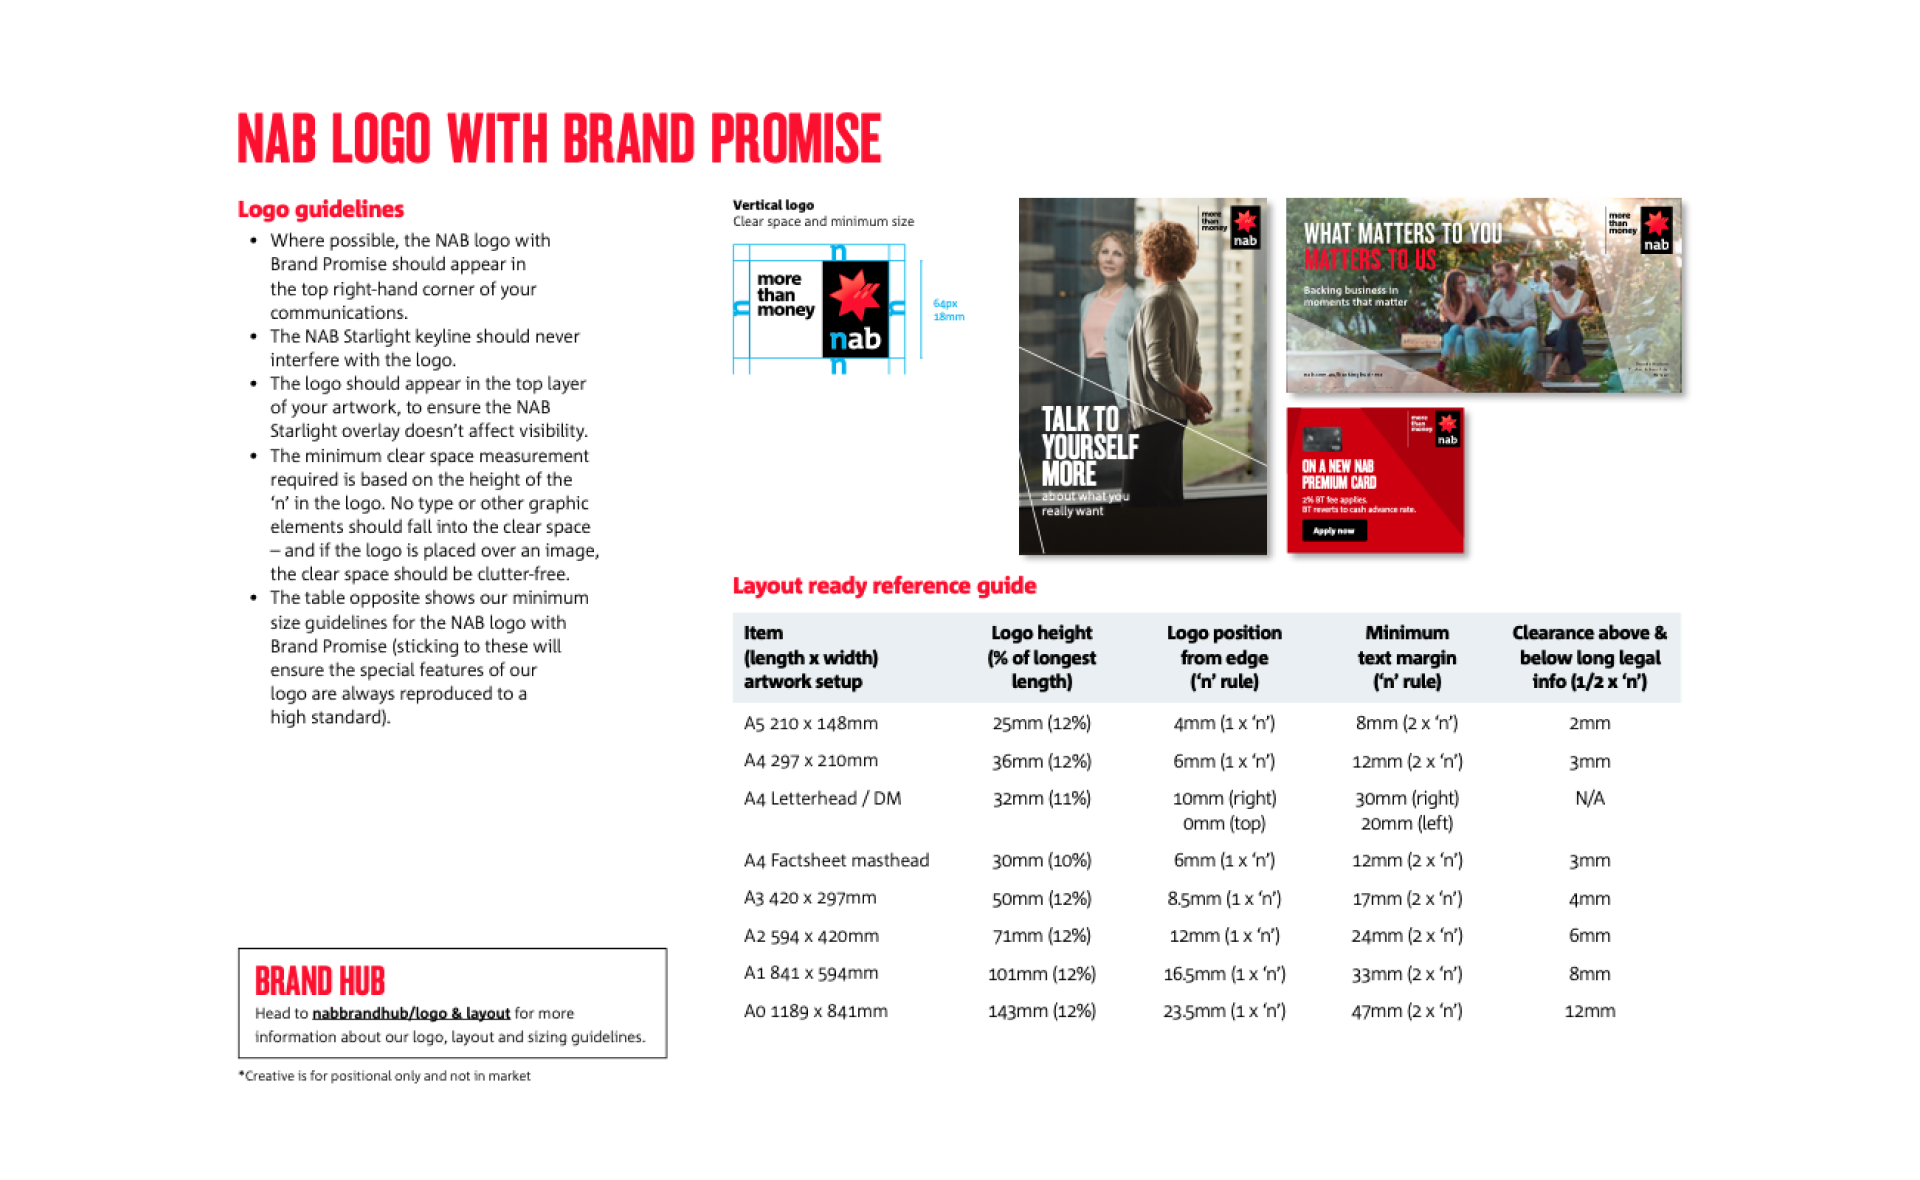 NAB LOGO WITH BRAND PROMISE
Logo guidelines
• Where possible, the NAB logo with
Brand Promise should appear in
the top right-hand corner of your
communications.
• The NAB Starlight keyline should never
interfere with the logo.
• The logo should appear in the top layer
of your artwork, to ensure the NAB
Starlight overlay doesn’t affect visibility.
• The minimum clear space measurement
required is based on the height of the
‘n’ in the logo. No type or other graphic
elements should fall into the clear space
– and if the logo is placed over an image,
the clear space should be clutter-free.
• The table opposite shows our minimum
size guidelines for the NAB logo with
Brand Promise (sticking to these will
ensure the special features of our
logo are always reproduced to a
high standard).
BRAND HUB
Head to nabbrandhub/logo & layout for more
information about our logo, layout and sizing guidelines.
*Creative is for positional only and not in market
Vertical logo
Clear space and minimum size
n
n
n
n
more
than
money
nab
64px
18mm
more
than
money
nab
TALK TO
YOURSELF
MORE
about what you
really want
WHAT MATTERS TO YOU
MATTERS TO US
Backing business in
moments that matter
more
than
money
nab
more
than
money
nab
ON A NEW NAB
PREMIUM CARD
2% BT fee applies.
BT reverts to cash advance rate.
Apply now
Layout ready reference guide
Item (length x width) artwork setup Logo height (% of longest length) Logo position from edge (‘n’ rule) Minimum text margin (‘n’ rule) Clearance above & below long legal info (1/2 x ‘n’)
A5 210 x 148mm 25mm (12%) 4mm (1 x ‘n’) 8mm (2 x ‘n’) 2mm
A4 297 x 210mm 36mm (12%) 6mm (1 x ‘n’) 12mm (2 x ‘n’) 3mm
A4 Letterhead / DM 32mm (11%) 10mm (right) 30mm (right) N/A
0mm (top) 20mm (left)
A4 Factsheet masthead 30mm (10%) 6mm (1 x ‘n’) 12mm (2 x ‘n’) 3mm
A3 420 x 297mm 50mm (12%) 8.5mm (1 x ‘n’) 17mm (2 x ‘n’) 4mm
A2 594 x 420mm 71mm (12%) 12mm (1 x ‘n’) 24mm (2 x ‘n’) 6mm
A1 841 x 594mm 101mm (12%) 16.5mm (1 x ‘n’) 33mm (2 x ‘n’) 8mm
A0 1189 x 841mm 143mm (12%) 23.5mm (1 x ‘n’) 47mm (2 x ‘n’) 12mm